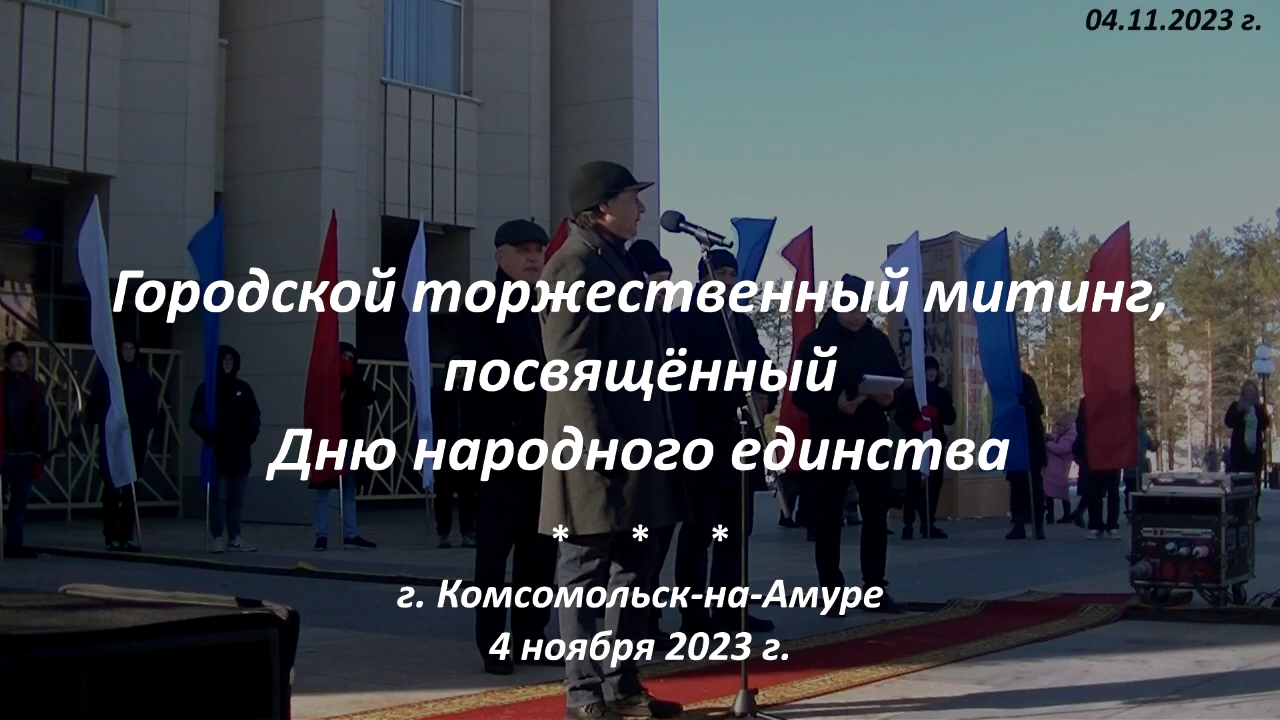 04.11.2023 г.
Городской торжественный митинг,
посвящённый
Дню народного единства
* * *
г. Комсомольск-на-Амуре
4 ноября 2023 г.